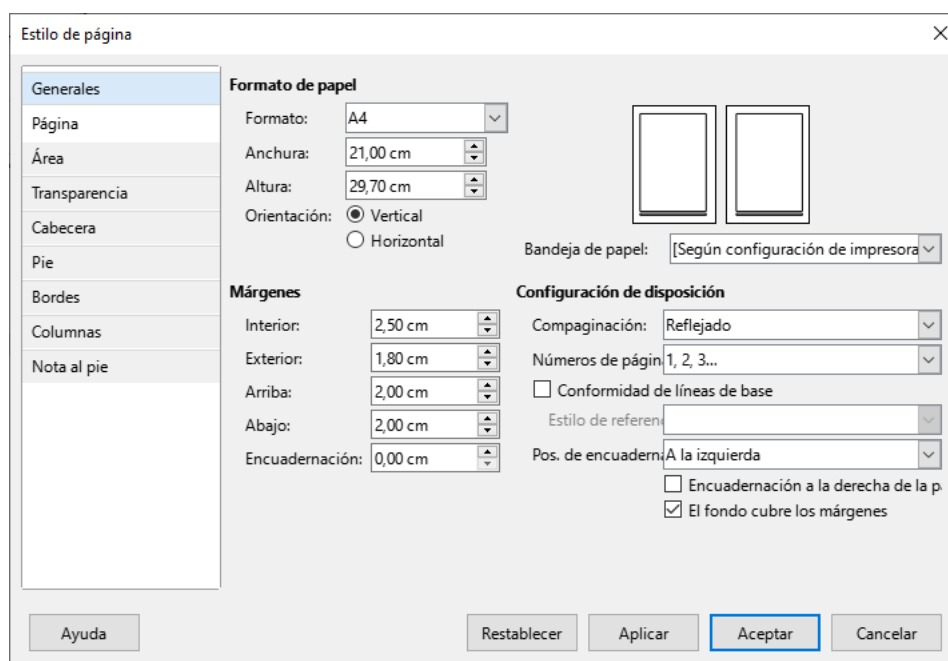 Estilo de página
Generales
Página
Área
Transparencia
Cabecera
Pie
Bordes
Columnas
Nota al pie
Formato de papel
Formato: A4
Anchura: 21,00 cm
Altura: 29,70 cm
Orientación: Vertical
Horizontal
Bandeja de papel: [Según configuración de impresora
Márgenes
Interior: 2,50 cm
Exterior: 1,80 cm
Arriba: 2,00 cm
Abajo: 2,00 cm
Encuadernación: 0,00 cm
Configuración de disposición
Compaginación: Reflejado
Números de págin 1, 2, 3...
Conformidad de líneas de base
Estilo de referen
Pos. de encuadern A la izquierda
Encuadernación a la derecha de la p
El fondo cubre los márgenes
Ayuda
Restablecer
Aplicar
Aceptar
Cancelar